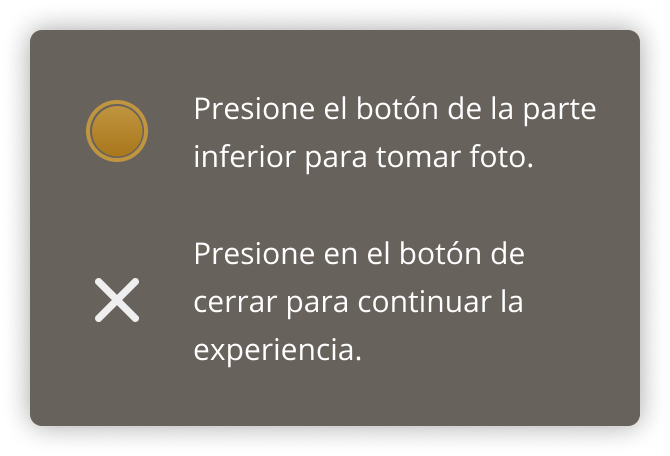 Presione el botón de la parte
inferior para tomar foto.
Presione en el botón de
cerrar para continuar la
experiencia.